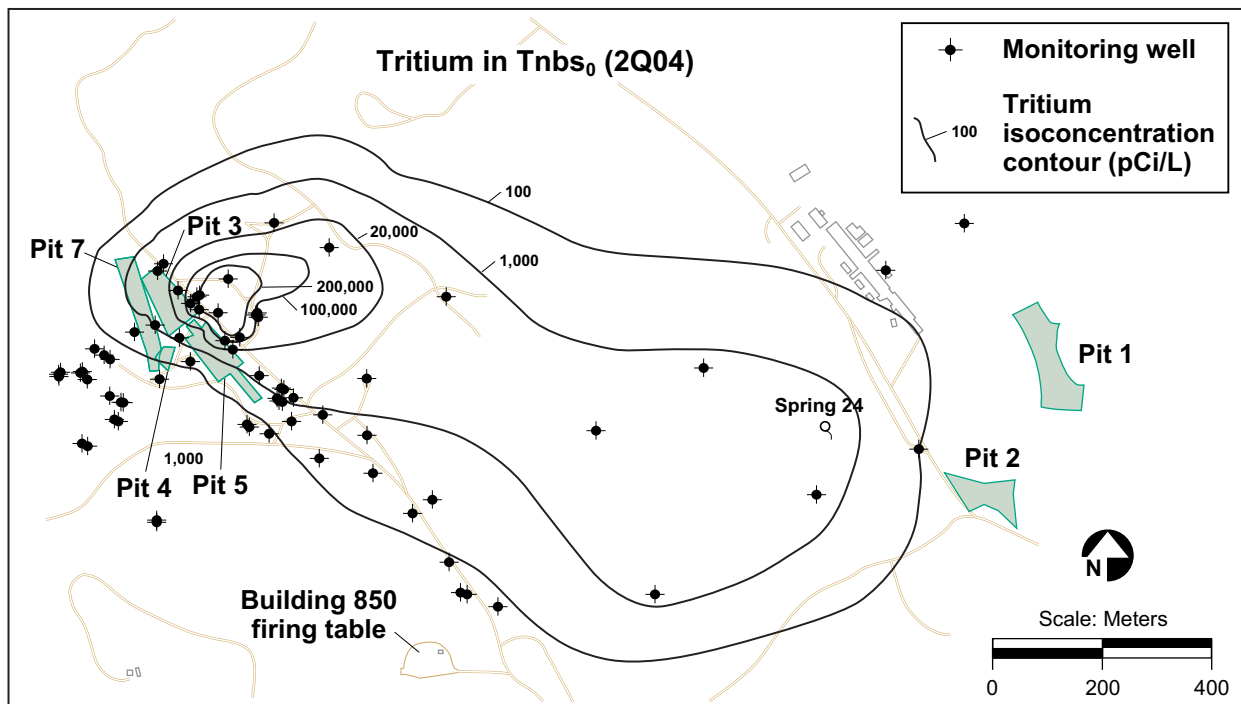 Tritium in Tnbs₀ (2Q04)
Monitoring well
Tritium
isoconcentration
contour (pCi/L)
100
100
20,000
1,000
200,000
100,000
Pit 3
Pit 7
Pit 1
Spring 24
Pit 2
1,000
Pit 4
Pit 5
Building 850
firing table
N
Scale: Meters
0 200 400